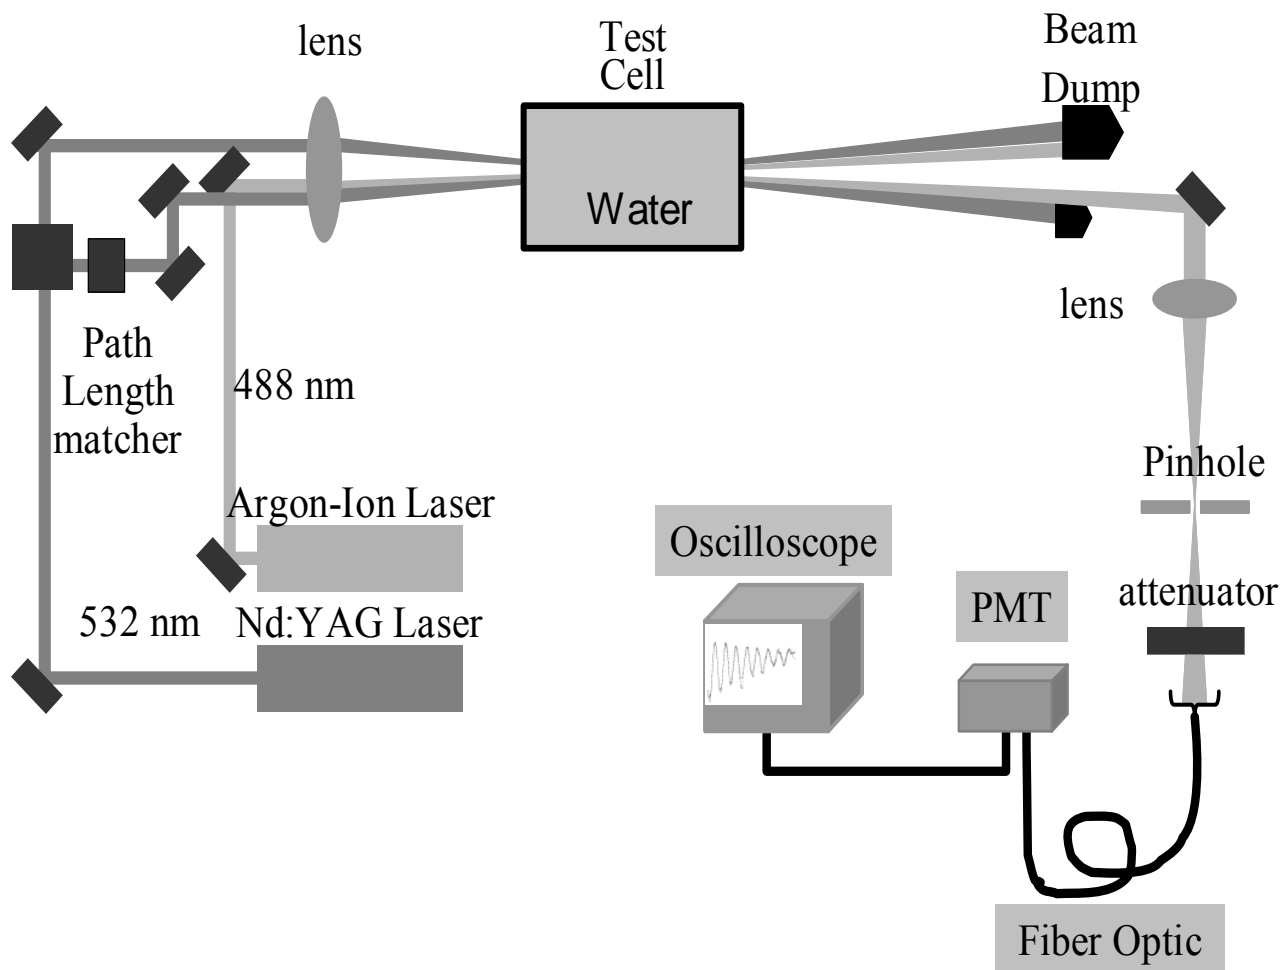 lens
Test
Cell
Beam
Dump
Water
lens
Path
Length
matcher
488 nm
Pinhole
Argon-Ion Laser
Oscilloscope
PMT
attenuator
532 nm
Nd:YAG Laser
Fiber Optic